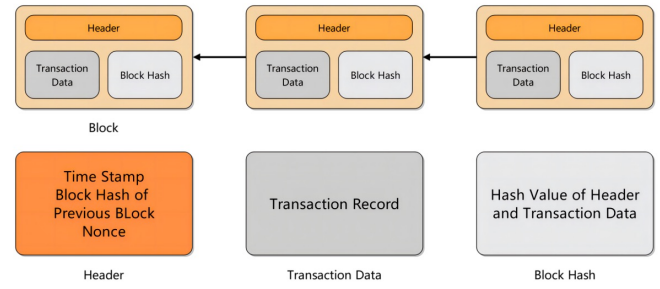 Header
Transaction
Data
Block Hash
Header
Transaction
Data
Block Hash
Header
Transaction
Data
Block Hash
Block
Time Stamp
Block Hash of
Previous BLock
Nonce
Transaction Record
Hash Value of Header
and Transaction Data
Header
Transaction Data
Block Hash